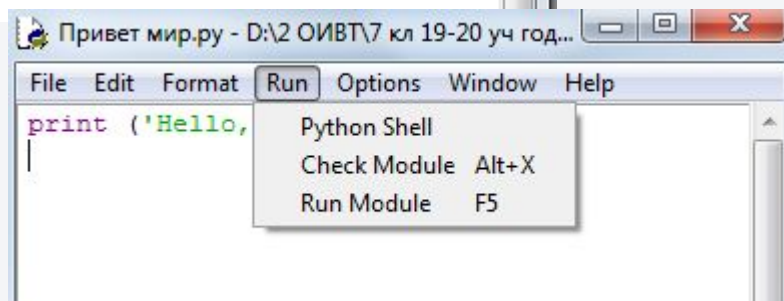 Привет мир.py - D:\2 ОИВТ\7 кл 19-20 уч год...
File Edit Format Run Options Window Help
print ('Hello,
Python Shell
Check Module Alt+X
Run Module F5